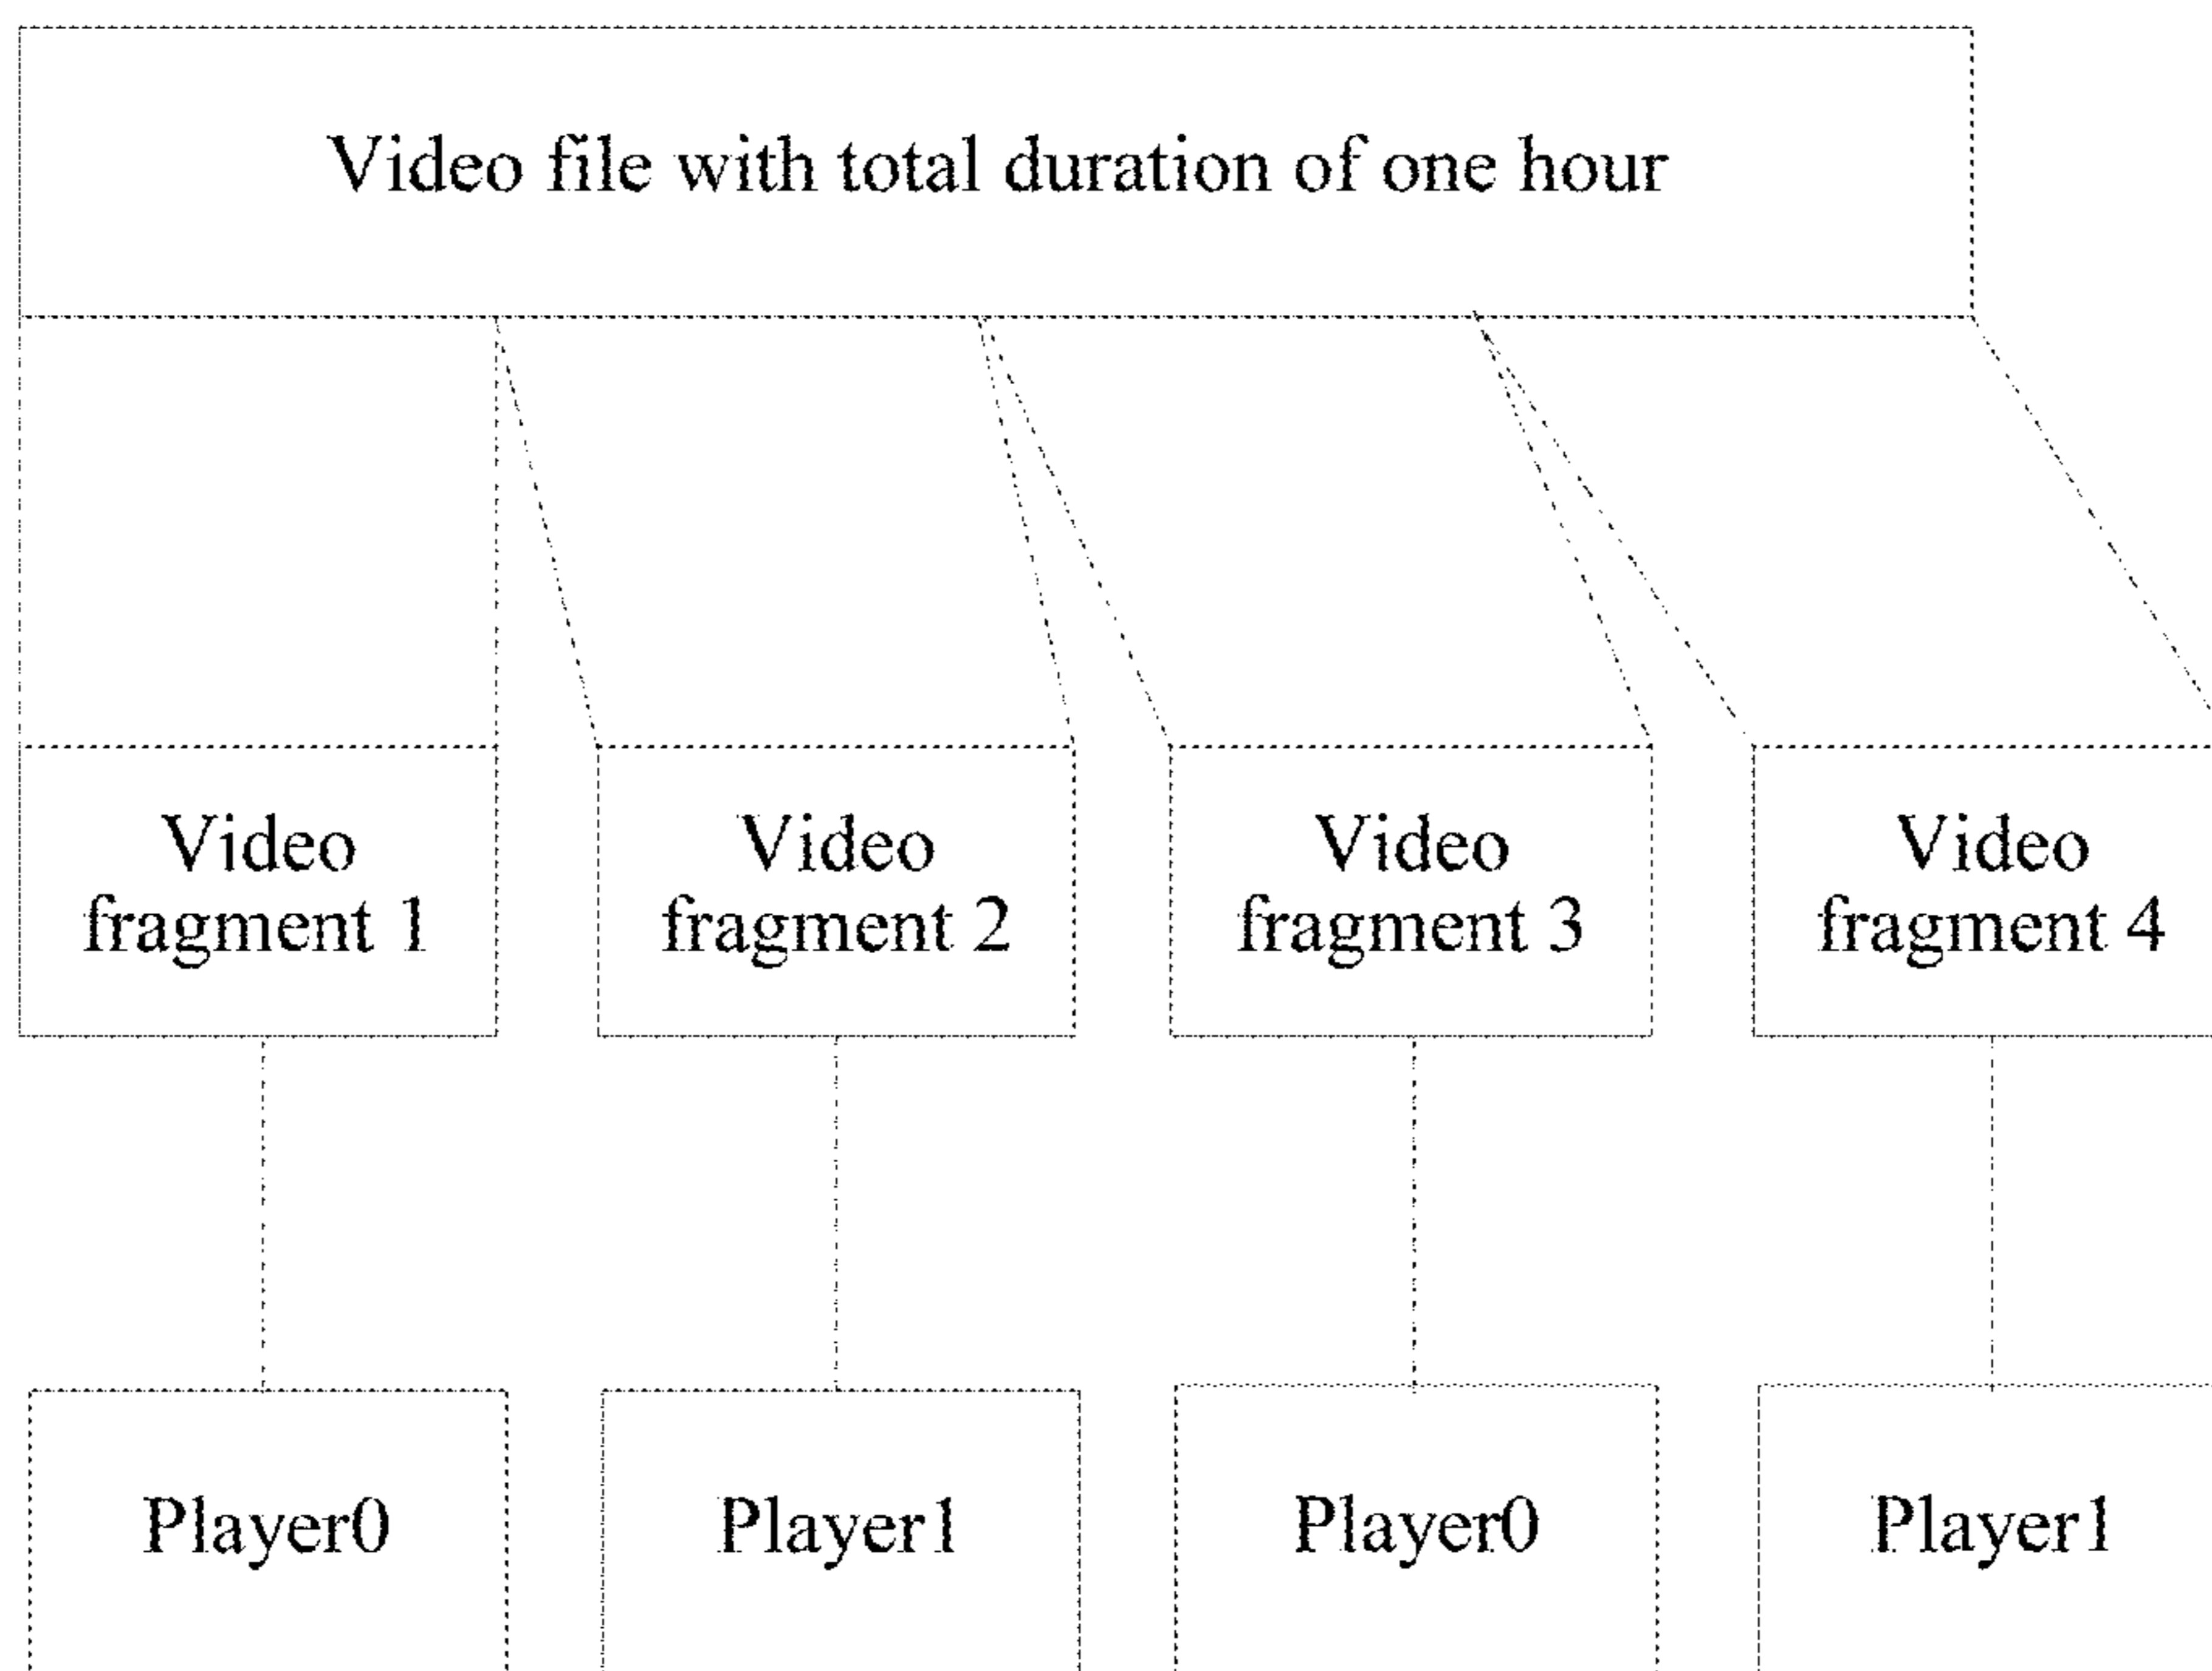 Video file with total duration of one hour
Video
fragment 1
Video
fragment 2
Video
fragment 3
Video
fragment 4
Player0
Player1
Player0
Player1